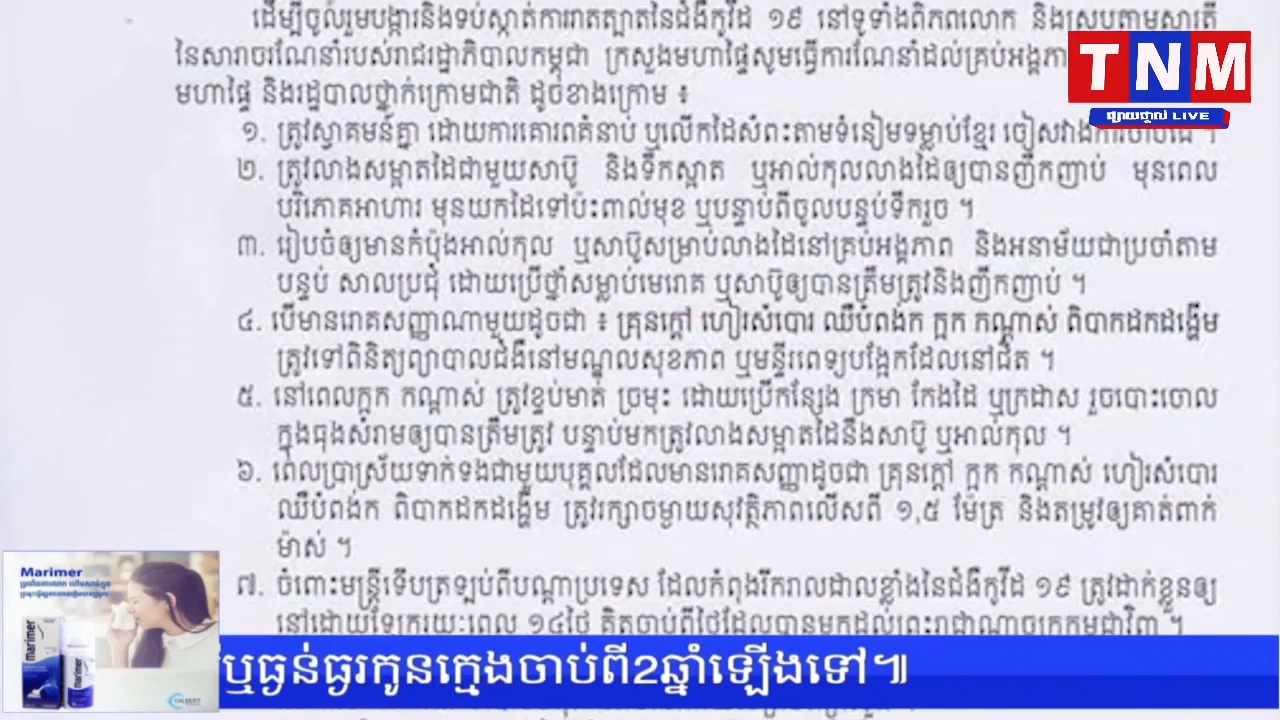 ដើម្បីចូលរួមបង្ការនិងទប់ស្កាត់ការរាតត្បាតនៃជំងឺកូវីដ ១៩ នៅទូទាំងពិភពលោក និងស្របតាមស្មារតី
នៃសារាចរណែនាំរបស់រាជរដ្ឋាភិបាលកម្ពុជា ក្រសួងមហាផ្ទៃសូមធ្វើការណែនាំដល់គ្រប់អង្គភា
មហាផ្ទៃ និងរដ្ឋបាលថ្នាក់ក្រោមជាតិ ដូចខាងក្រោម ៖
១. ត្រូវស្វាគមន៍គ្នា ដោយការគោរពគំនាប់ ឬលើកដៃសំពះតាមទំនៀមទម្លាប់ខ្មែរ ចៀសវាងការចាប់ដៃ ។
២. ត្រូវលាងសម្អាតដៃជាមួយសាប៊ូ និងទឹកស្អាត ឬអាល់កុលលាងដៃឲ្យបានញឹកញាប់ មុនពេល
បរិភោគអាហារ មុនយកដៃទៅប៉ះពាល់មុខ ឬបន្ទាប់ពីចូលបន្ទប់ទឹករួច ។
៣. រៀបចំឲ្យមានកំប៉ុងអាល់កុល ឬសាប៊ូសម្រាប់លាងដៃនៅគ្រប់អង្គភាព និងអនាម័យជាប្រចាំតាម
បន្ទប់ សាលប្រជុំ ដោយប្រើថ្នាំសម្លាប់មេរោគ ឬសាប៊ូឲ្យបានត្រឹមត្រូវនិងញឹកញាប់ ។
៤. បើមានរោគសញ្ញាណាមួយដូចជា ៖ គ្រុនក្តៅ ហៀរសំបោរ ឈឺបំពង់ក ក្អក កណ្តាស់ ពិបាកដកដង្ហើម
ត្រូវទៅពិនិត្យព្យាបាលជំងឺនៅមណ្ឌលសុខភាព ឬមន្ទីរពេទ្យបង្អែកដែលនៅជិត ។
៥. នៅពេលក្អក កណ្តាស់ ត្រូវខ្ទប់មាត់ ច្រមុះ ដោយប្រើកន្សែង ក្រមា កែងដៃ ឬក្រដាស រួចបោះចោល
ក្នុងធុងសំរាមឲ្យបានត្រឹមត្រូវ បន្ទាប់មកត្រូវលាងសម្អាតដៃនឹងសាប៊ូ ឬអាល់កុល ។
៦. ពេលប្រាស្រ័យទាក់ទងជាមួយបុគ្គលដែលមានរោគសញ្ញាដូចជា គ្រុនក្តៅ ក្អក កណ្តាស់ ហៀរសំបោរ
ឈឺបំពង់ក ពិបាកដកដង្ហើម ត្រូវរក្សាចម្ងាយសុវត្ថិភាពលើសពី ១,៥ ម៉ែត្រ និងតម្រូវឲ្យគាត់ពាក់
ម៉ាស់ ។
៧. ចំពោះមន្ត្រីទើបត្រឡប់ពីបណ្តាប្រទេស ដែលកំពុងរីករាលដាលខ្លាំងនៃជំងឺកូវីដ ១៩ ត្រូវដាក់ខ្លួនឲ្យ
នៅដោយឡែករយៈពេល ១៤ថ្ងៃ គិតចាប់ពីថ្ងៃដែលបានមកដល់ព្រះរាជាណាចក្រកម្ពុជាវិញ ។
TNM
ផ្សាយផ្ទាល់ LIVE
Marimer
marimer
marimer
GILBERT
ឬធ្ងន់ធ្ងរកូនក្មេងចាប់ពី2ឆ្នាំឡើងទៅ៕